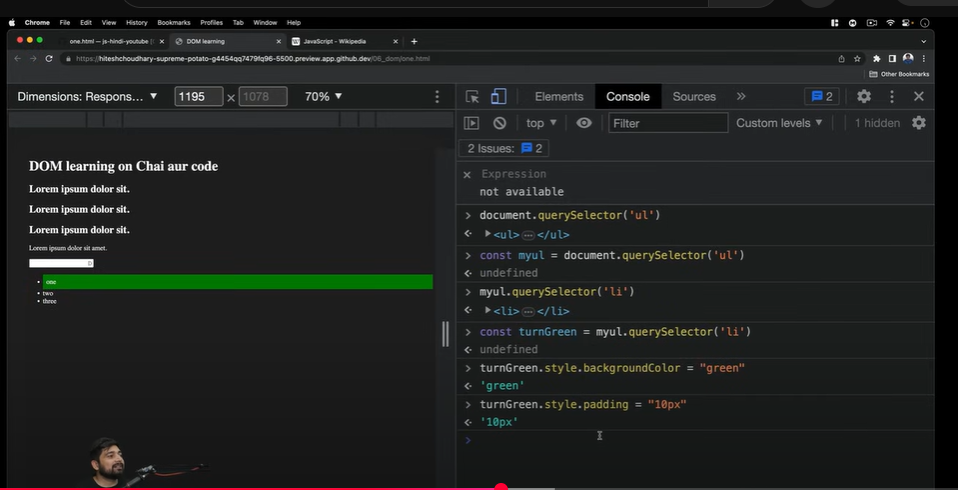 Chrome File Edit View History Bookmarks Profiles Tab Window Help
one.html — js-hindi-youtube [
DOM learning
JavaScript - Wikipedia
https://hiteshchoudhary-supreme-potato-g4454qq7479fq96-5500.preview.app.github.dev/06_dom/one.html
Other Bookmarks
Dimensions: Respons... ▼ 1195 × 1078 70% ▼
DOM learning on Chai aur code
Lorem ipsum dolor sit.
Lorem ipsum dolor sit.
Lorem ipsum dolor sit.
Lorem ipsum dolor sit amet.
• one
• two
• three
Elements Console Sources » 2
top ▼ Filter Custom levels ▼ 1 hidden
2 Issues: 2
Expression
not available
> document.querySelector('ul')
<ul> … </ul>
> const myul = document.querySelector('ul')
undefined
> myul.querySelector('li')
<li> … </li>
> const turnGreen = myul.querySelector('li')
undefined
> turnGreen.style.backgroundColor = "green"
'green'
> turnGreen.style.padding = "10px"
'10px'
>